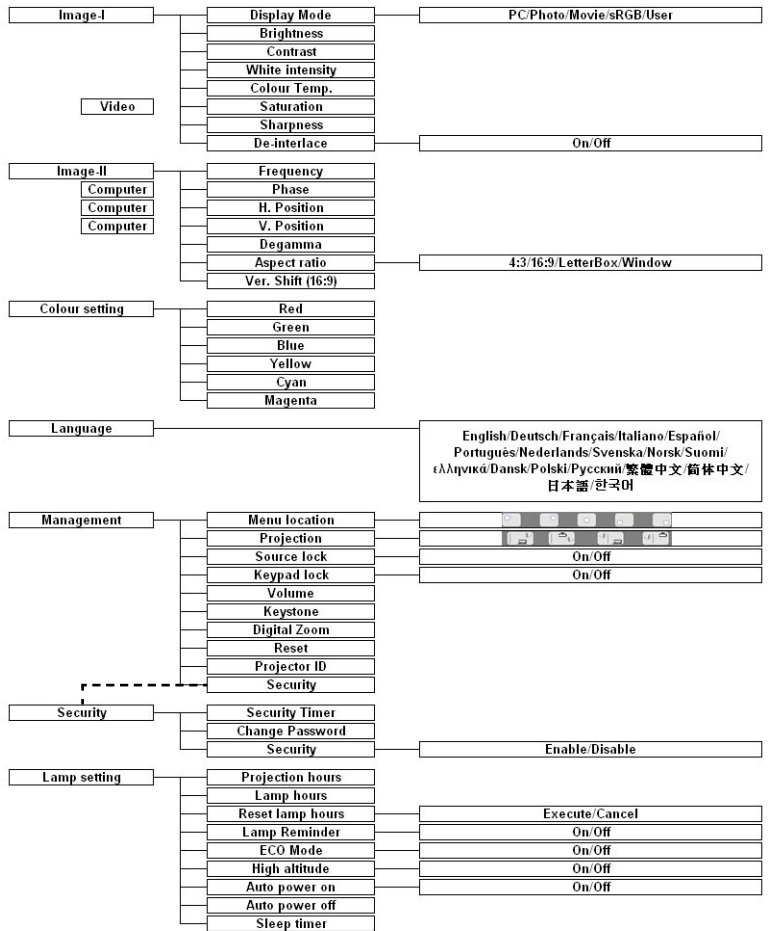 Image-I Display Mode PC/Photo/Movie/sRGB/User
Brightness
Contrast
White intensity
Colour Temp.
Video Saturation
Sharpness
De-interlace On/Off
Image-II Frequency
Computer Phase
Computer H. Position
Computer V. Position
Degamma
Aspect ratio 4:3/16:9/LetterBox/Window
Ver. Shift (16:9)
Colour setting Red
Green
Blue
Yellow
Cyan
Magenta
Language
English/Deutsch/Français/Italiano/Español/
Português/Nederlands/Svenska/Norsk/Suomi/
ελληνικά/Dansk/Polski/Русский/繁體中文/简体中文/
日本語/한국어
Management Menu location
Projection
Source lock On/Off
Keypad lock On/Off
Volume
Keystone
Digital Zoom
Reset
Projector ID
Security
Security Security Timer
Change Password
Security Enable/Disable
Lamp setting Projection hours
Lamp hours
Reset lamp hours Execute/Cancel
Lamp Reminder On/Off
ECO Mode On/Off
High altitude On/Off
Auto power on On/Off
Auto power off
Sleep timer